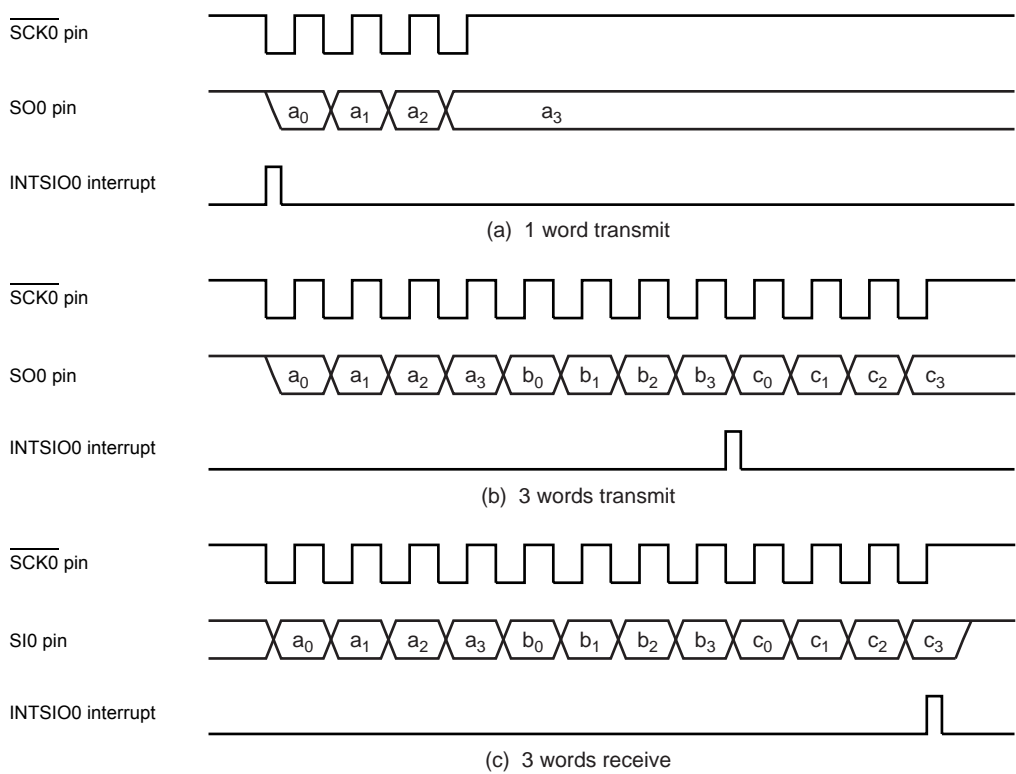 SCK0 pin
SO0 pin
a0 a1 a2 a3
INTSIO0 interrupt
(a) 1 word transmit
SCK0 pin
SO0 pin
a0 a1 a2 a3 b0 b1 b2 b3 c0 c1 c2 c3
INTSIO0 interrupt
(b) 3 words transmit
SCK0 pin
SI0 pin
a0 a1 a2 a3 b0 b1 b2 b3 c0 c1 c2 c3
INTSIO0 interrupt
(c) 3 words receive